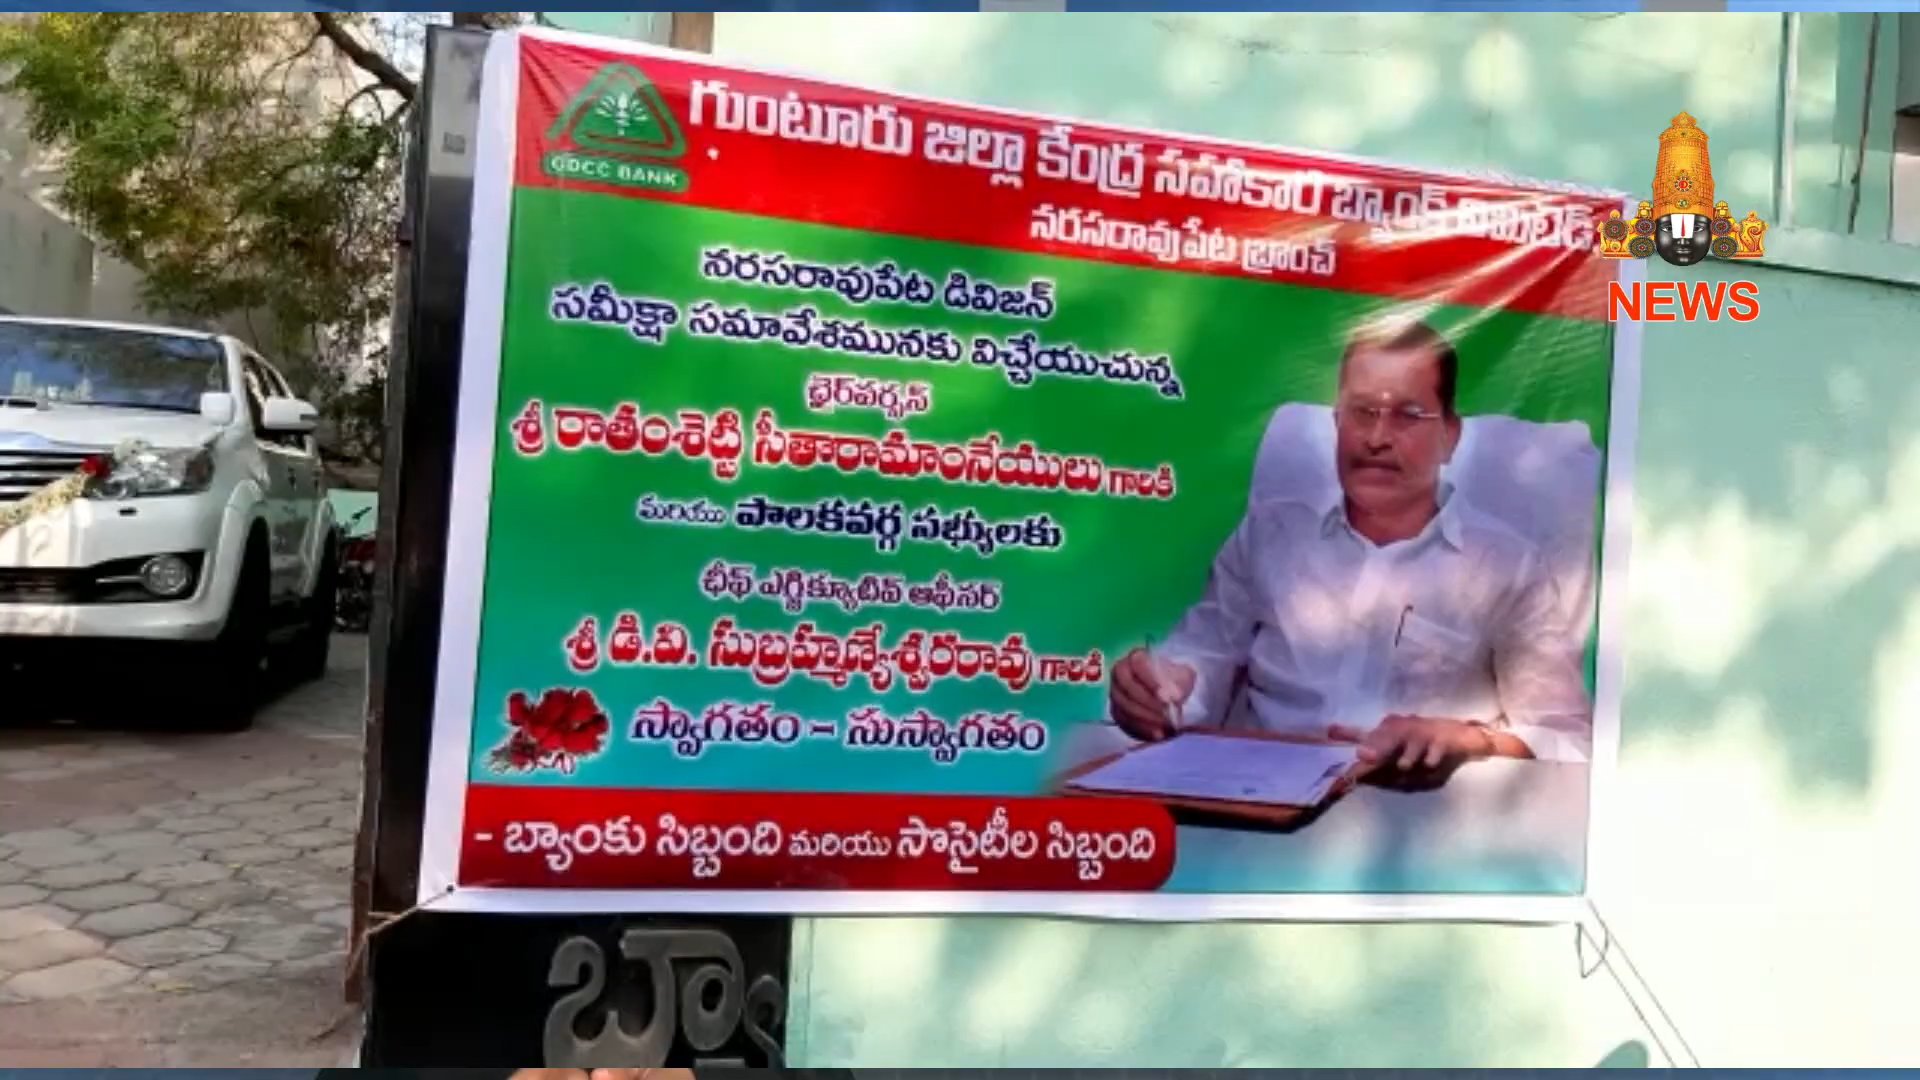 GDCC BANK
గుంటూరు జిల్లా కేంద్ర సహకార బ్యాంక్ లిమిటెడ్.
నరసరావుపేట బ్రాంచ్
నరసరావుపేట డివిజన్
సమీక్షా సమావేశమునకు విచ్చేయుచున్న
ఛైర్‌పర్సన్
శ్రీ రాతంశెట్టి సీతారామాంనేయులు గారికి
మరియు పాలకవర్గ సభ్యులకు
ఛీఫ్ ఎగ్జిక్యూటివ్ ఆఫీసర్
శ్రీ డి.వి. సుబ్రహ్మణ్యేశ్వరరావు గారికి
స్వాగతం - సుస్వాగతం
- బ్యాంకు సిబ్బంది మరియు సొసైటీల సిబ్బంది
NEWS
బ్యా